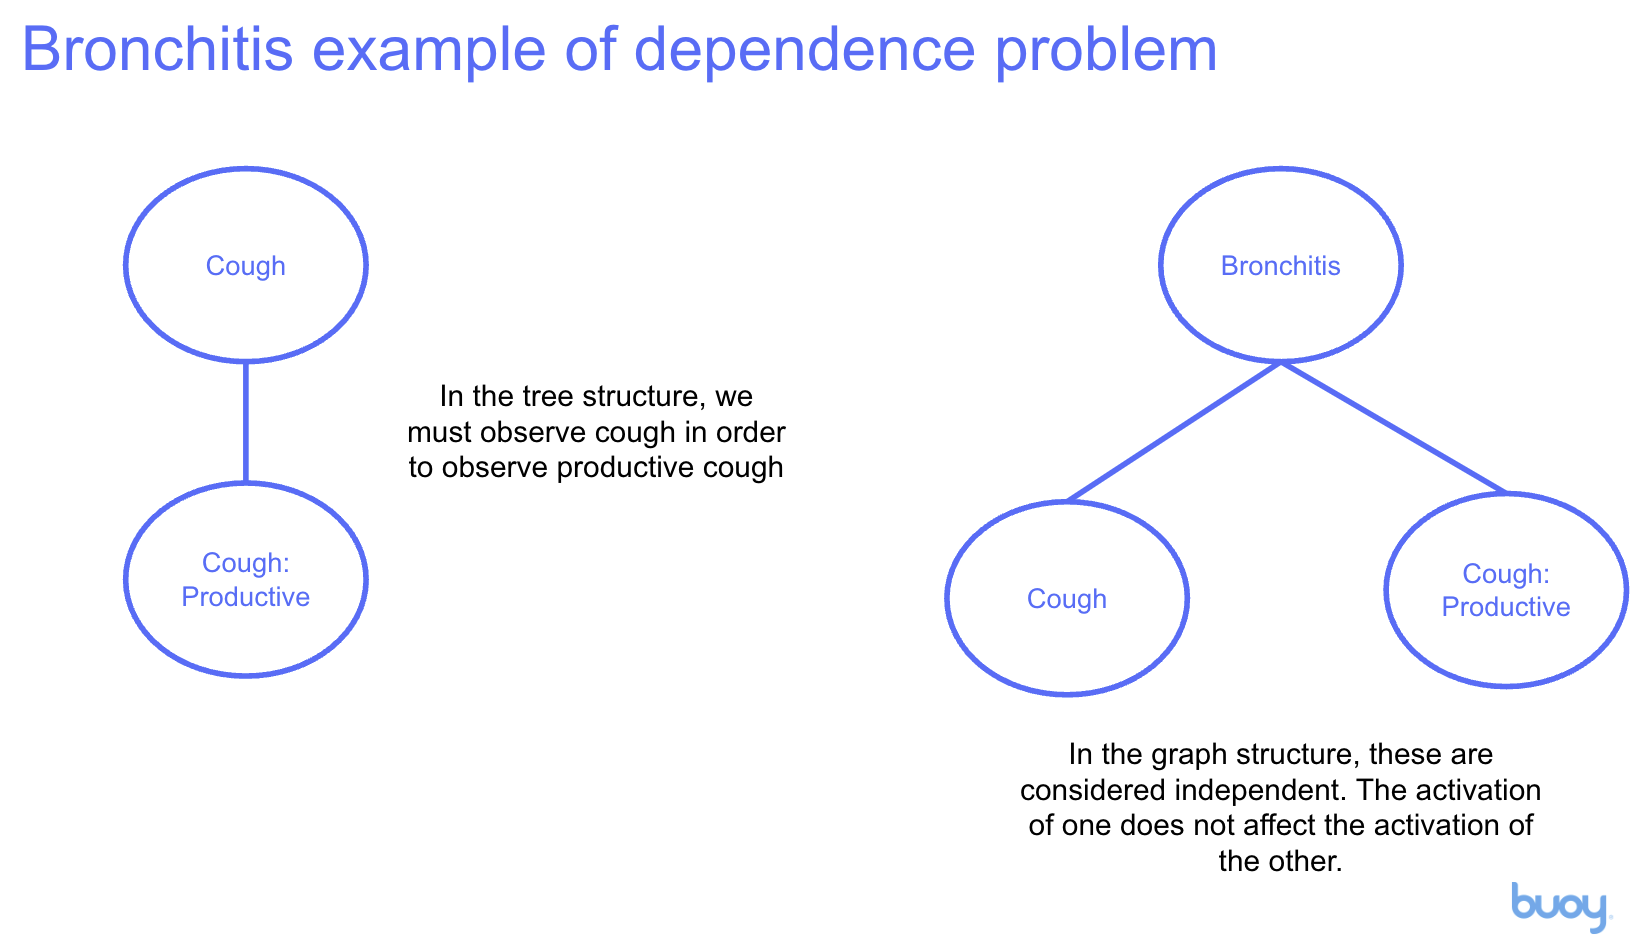 Bronchitis example of dependence problem
Cough
Cough:
Productive
In the tree structure, we
must observe cough in order
to observe productive cough
Bronchitis
Cough
Cough:
Productive
In the graph structure, these are
considered independent. The activation
of one does not affect the activation of
the other.
buoy